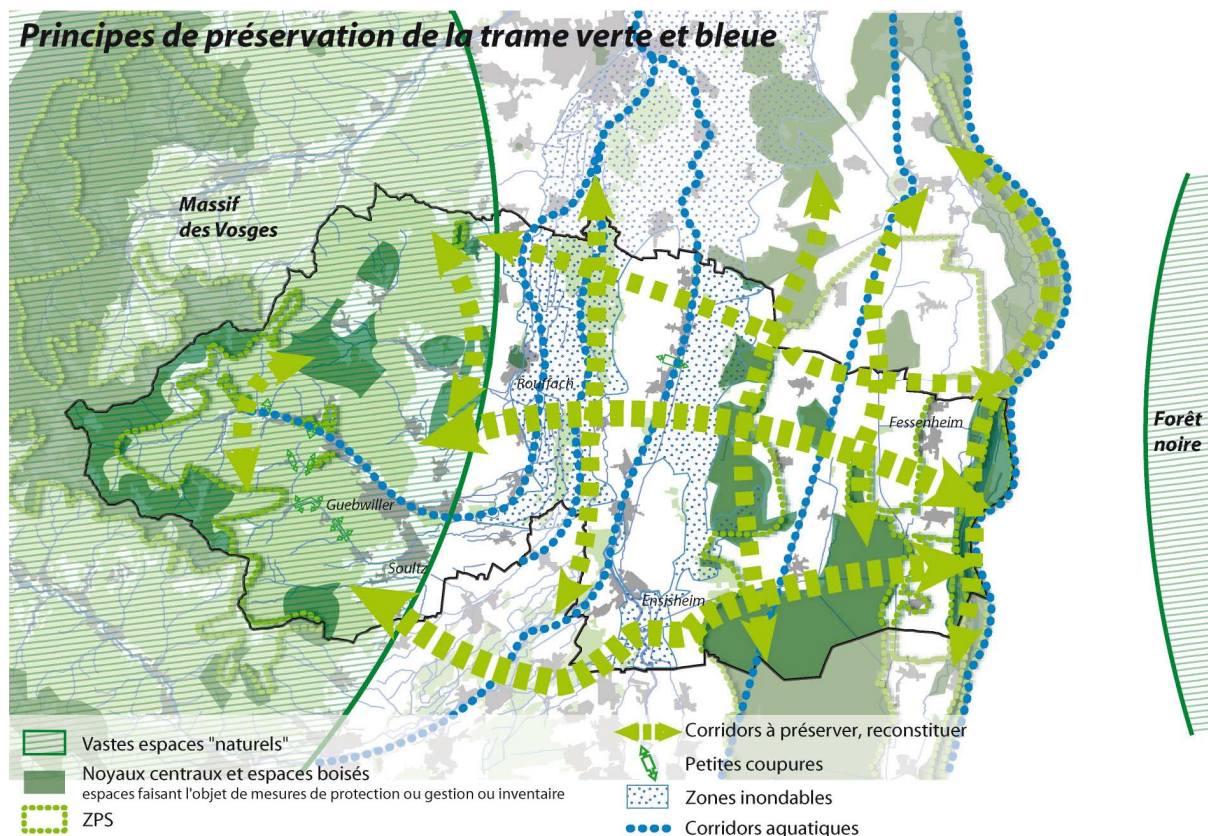 Principes de préservation de la trame verte et bleue
Massif
des Vosges
Rouffach
Fessenheim
Forêt
noire
Guebwiller
Soultz
Ensisheim
Vastes espaces "naturels"
Noyaux centraux et espaces boisés
espaces faisant l'objet de mesures de protection ou gestion ou inventaire
ZPS
Corridors à préserver, reconstituer
Petites coupures
Zones inondables
Corridors aquatiques